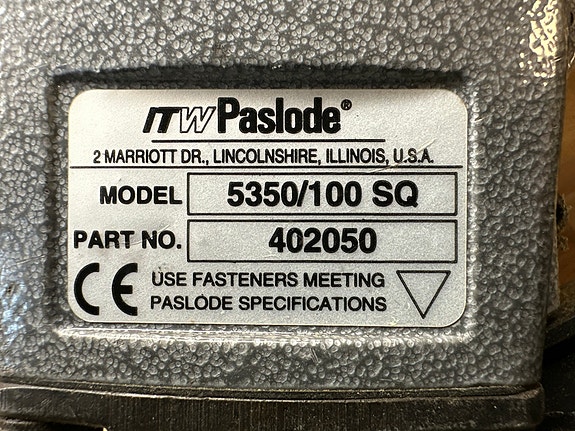 ITW Paslode®
2 MARRIOTT DR., LINCOLNSHIRE, ILLINOIS, U.S.A.
MODEL 5350/100 SQ
PART NO. 402050
CE USE FASTENERS MEETING
PASLODE SPECIFICATIONS